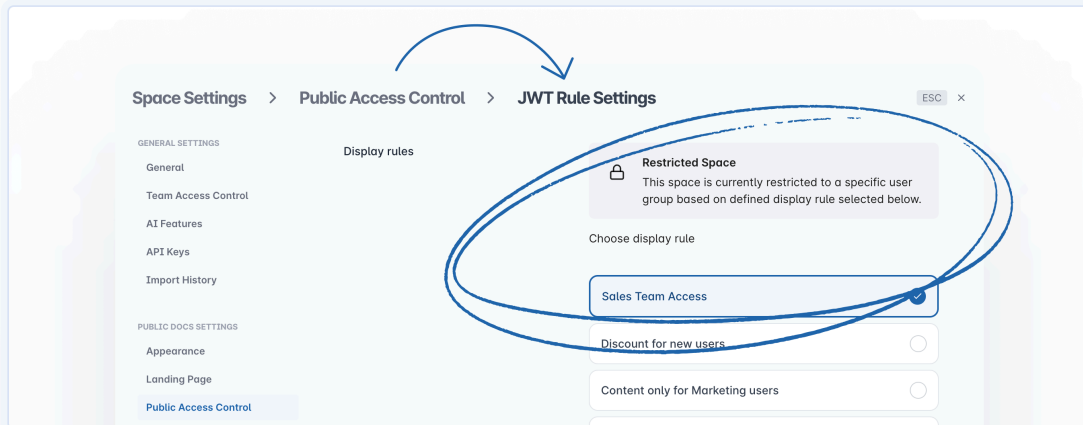 Space Settings > Public Access Control > JWT Rule Settings
ESC ×
GENERAL SETTINGS
General
Team Access Control
AI Features
API Keys
Import History
PUBLIC DOCS SETTINGS
Appearance
Landing Page
Public Access Control
Display rules
Restricted Space
This space is currently restricted to a specific user
group based on defined display rule selected below.
Choose display rule
Sales Team Access
Discount for new users
Content only for Marketing users